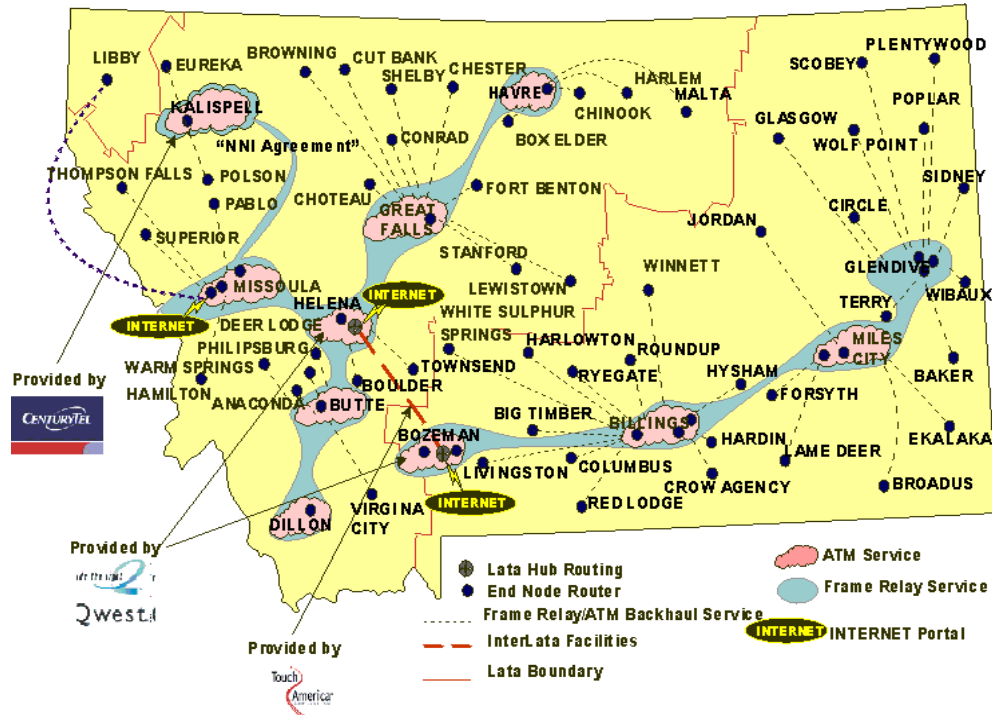 LIBBY
EUREKA
BROWNING
CUT BANK
SHELBY
CHESTER
HAVRE
CHINOOK
HARLEM
MALTA
SCOBEY
PLENTYWOOD
POPLAR
GLASGOW
WOLF POINT
SIDNEY
KALISPELL
"NNI Agreement"
CONRAD
BOX ELDER
THOMPSON FALLS
POLSON
PABLO
CHOTEAU
FORT BENTON
GREAT
FALLS
JORDAN
CIRCLE
SUPERIOR
STANFORD
LEWISTOWN
WINNETT
GLENDIVE
WIBAUX
MISSOULA
HELENA
INTERNET
INTERNET
DEER LODGE
WHITE SULPHUR
SPRINGS
HARLOWTON
TERRY
MILES
CITY
PHILIPSBURG
WARM SPRINGS
HAMILTON
ANACONDA
BOULDER
TOWNSEND
RYEGATE
ROUNDUP
HYSHAM
FORSYTH
BAKER
BUTTE
BIG TIMBER
BILLINGS
BOZEMAN
LIVINGSTON
COLUMBUS
HARDIN
LAME DEER
EKALAKA
CROW AGENCY
BROADUS
RED LODGE
INTERNET
VIRGINA
CITY
DILLON
Provided by
CENTURYTEL
Provided by
Qwest
Provided by
Touch
America
Lata Hub Routing
End Node Router
Frame Relay/ATM Backhaul Service
InterLata Facilities
Lata Boundary
ATM Service
Frame Relay Service
INTERNET
INTERNET Portal